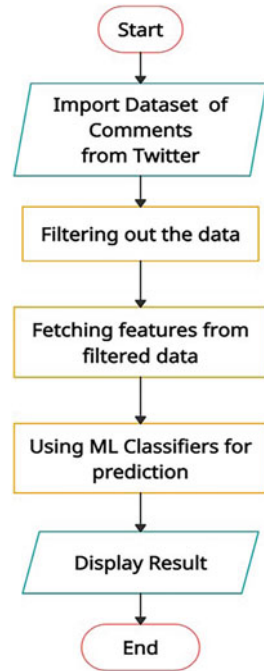 Start
Import Dataset of
Comments
from Twitter
Filtering out the data
Fetching features from
filtered data
Using ML Classifiers for
prediction
Display Result
End